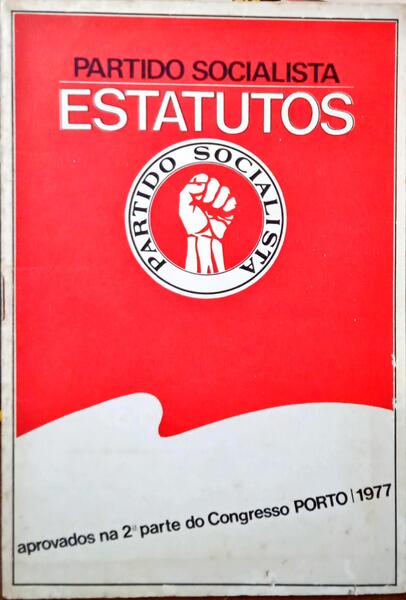 PARTIDO SOCIALISTA
ESTATUTOS
PARTIDO SOCIALISTA
aprovados na 2ª parte do Congresso PORTO | 1977